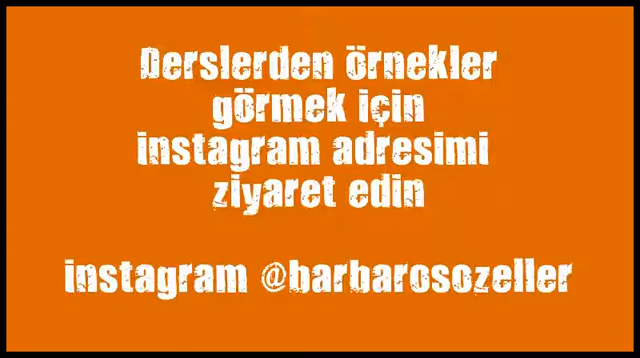 Derslerden örnekler
görmek için
instagram adresimi
ziyaret edin
instagram @barbarosozeller